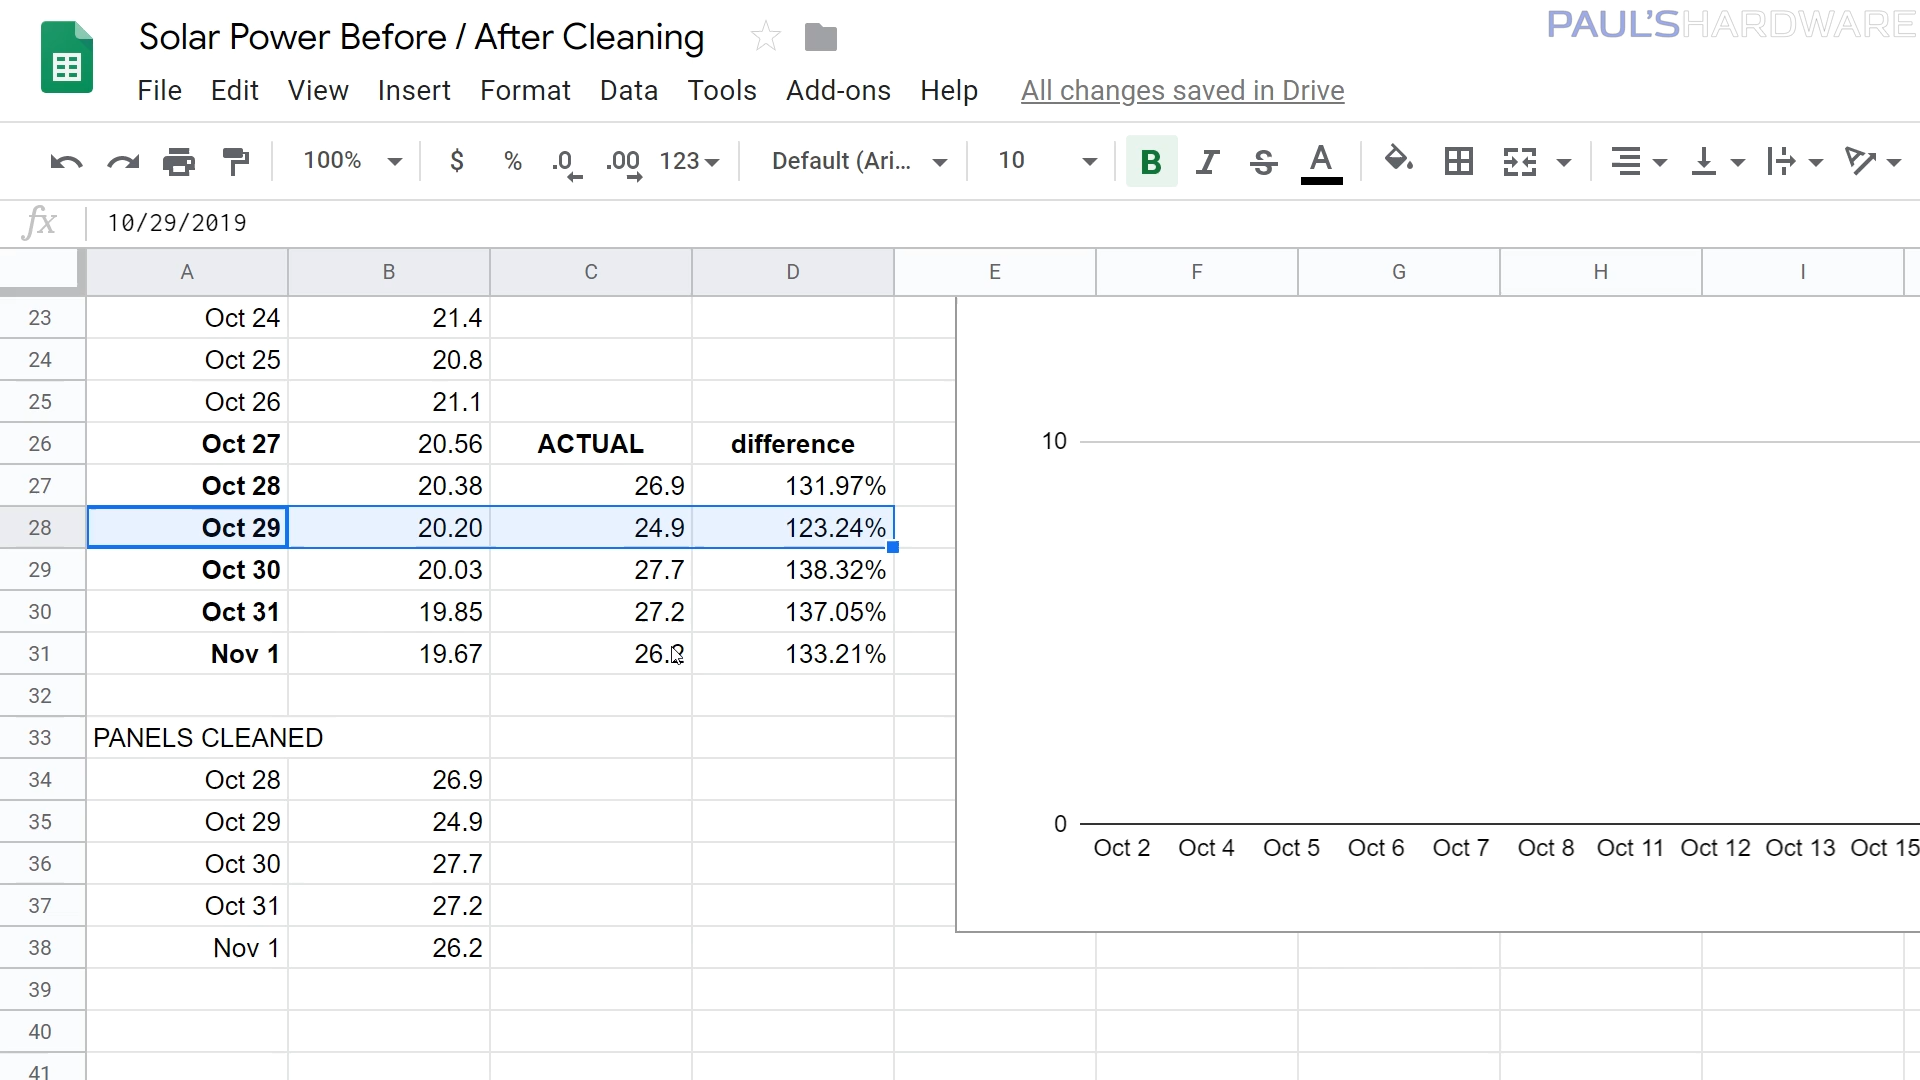 Solar Power Before / After Cleaning
PAUL'SHARDWARE
File Edit View Insert Format Data Tools Add-ons Help All changes saved in Drive
100% $ % .0 .00 123 Default (Ari... 10 B I S A
fx 10/29/2019
A B C D E F G H I
23 Oct 24 21.4
24 Oct 25 20.8
25 Oct 26 21.1
26 Oct 27 20.56 ACTUAL difference
27 Oct 28 20.38 26.9 131.97%
28 Oct 29 20.20 24.9 123.24%
29 Oct 30 20.03 27.7 138.32%
30 Oct 31 19.85 27.2 137.05%
31 Nov 1 19.67 133.21%
32
33 PANELS CLEANED
34 Oct 28 26.9
35 Oct 29 24.9
36 Oct 30 27.7
37 Oct 31 27.2
38 Nov 1 26.2
39
40
41
10
0
Oct 2 Oct 4 Oct 5 Oct 6 Oct 7 Oct 8 Oct 11 Oct 12 Oct 13 Oct 15